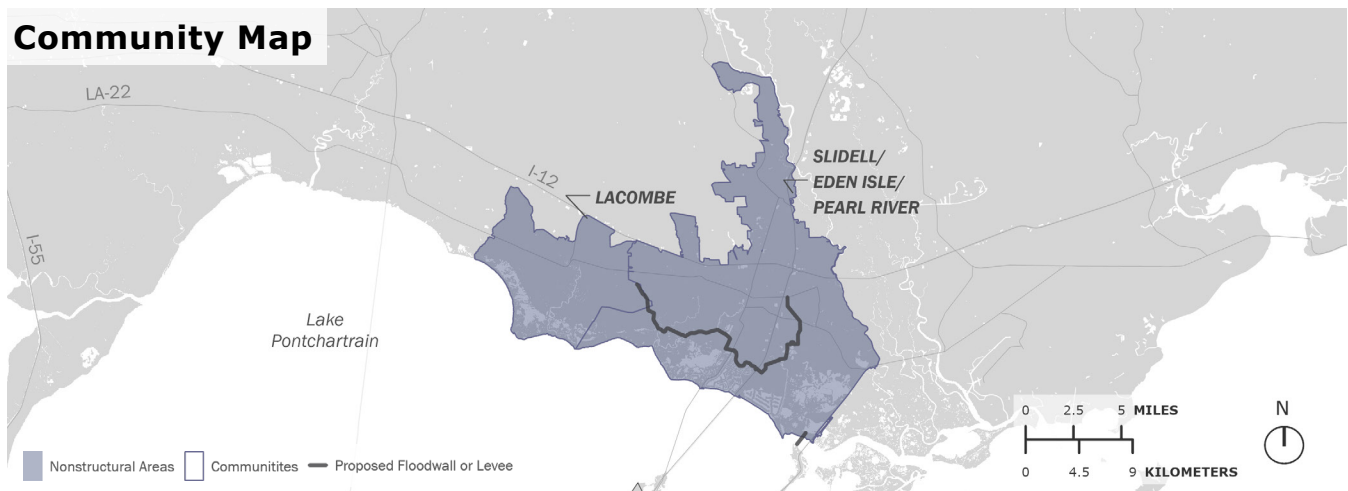 Community Map
LA-22
I-12
I-55
LACOMBE
SLIDELL/
EDEN ISLE/
PEARL RIVER
Lake
Pontchartrain
0 2.5 5 MILES
0 4.5 9 KILOMETERS
N
Nonstructural Areas
Communitites
Proposed Floodwall or Levee